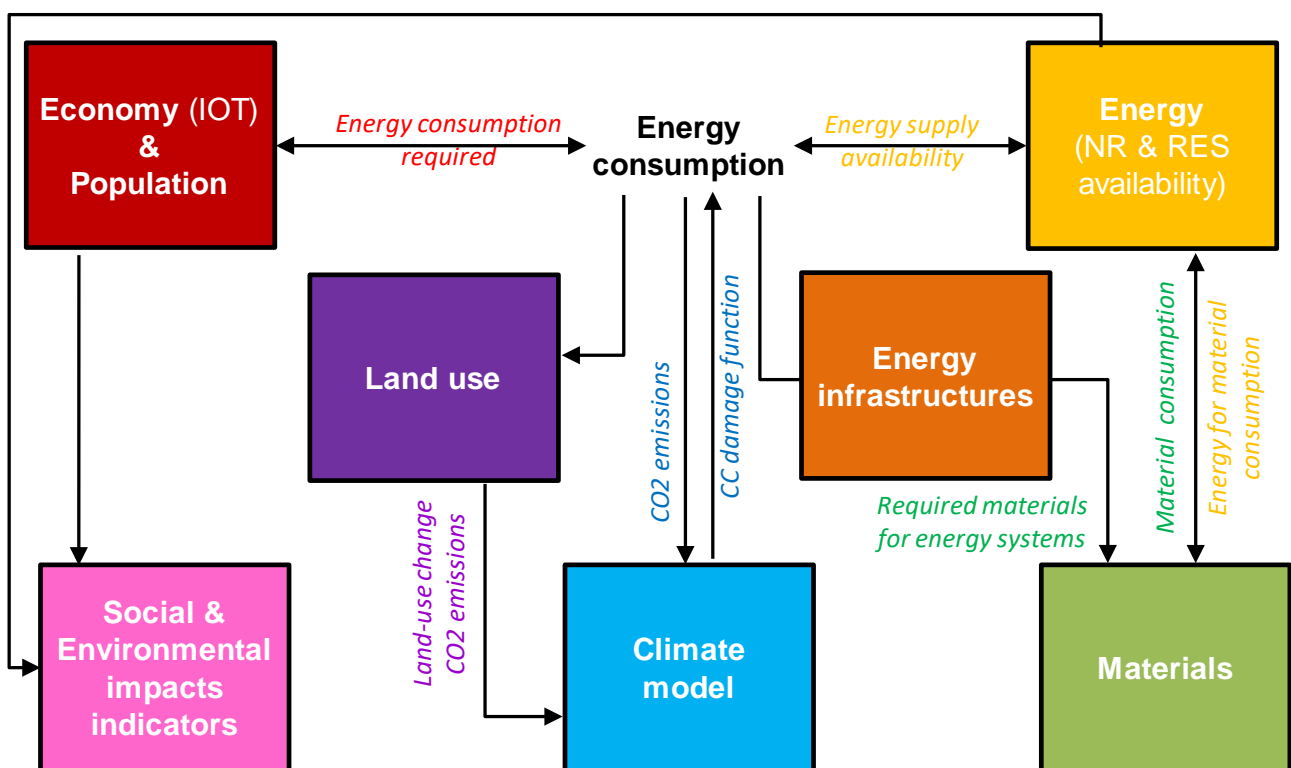 Economy (IOT)
&
Population
Energy consumption
required
Energy
consumption
Energy supply
availability
Energy
(NR & RES
availability)
Land use
CO2 emissions
CC damage function
Energy
infrastructures
Material consumption
Energy for material
consumption
Required materials
for energy systems
Land-use change
CO2 emissions
Social &
Environmental
impacts
indicators
Climate
model
Materials